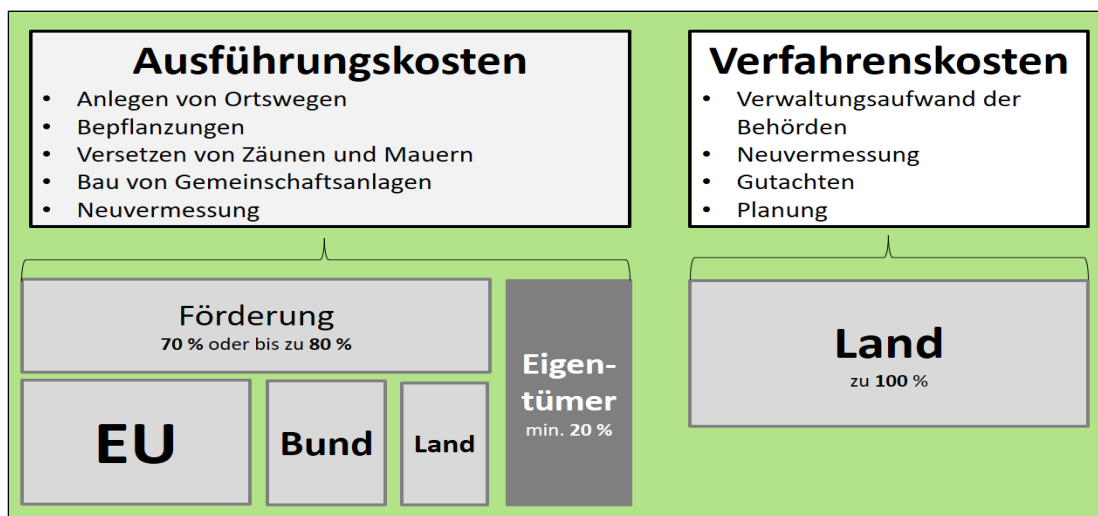 Ausführungskosten
• Anlegen von Ortswegen
• Bepflanzungen
• Versetzen von Zäunen und Mauern
• Bau von Gemeinschaftsanlagen
• Neuvermessung
Verfahrenskosten
• Verwaltungsaufwand der
Behörden
• Neuvermessung
• Gutachten
• Planung
Förderung
70 % oder bis zu 80 %
EU
Bund
Land
Eigen-
tümer
min. 20 %
Land
zu 100 %